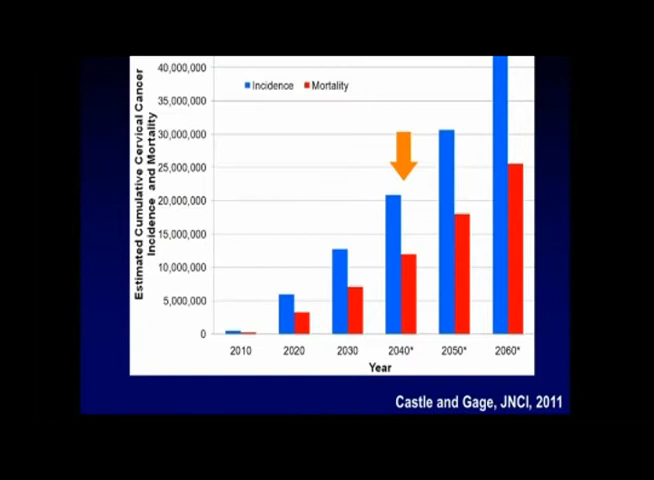 Estimated Cumulative Cervical Cancer
Incidence and Mortality
40,000,000
35,000,000
30,000,000
25,000,000
20,000,000
15,000,000
10,000,000
5,000,000
0
Incidence
Mortality
2010
2020
2030
2040*
2050*
2060*
Year
Castle and Gage, JNCI, 2011